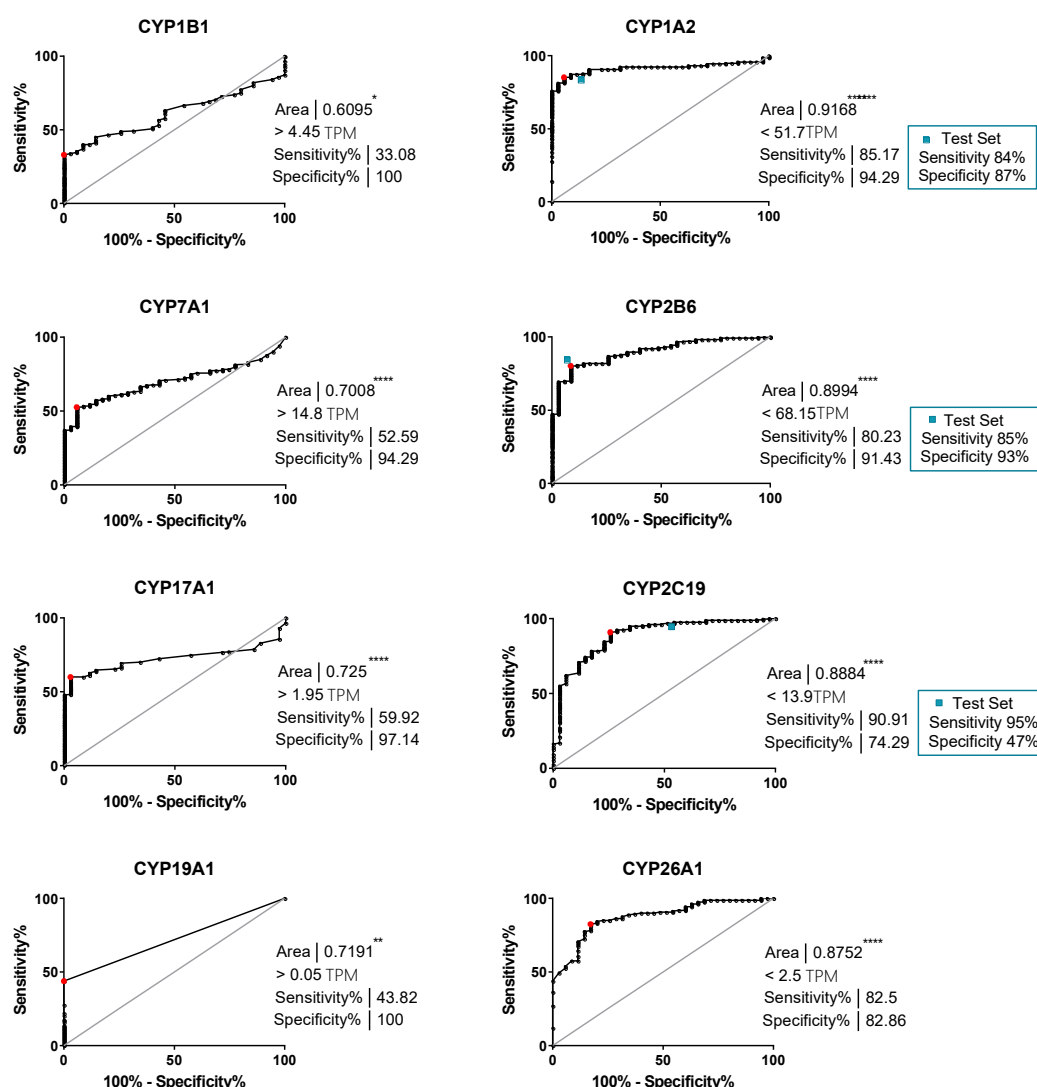 CYP1B1
100
50
0
Sensitivity%
0
50
100
100% - Specificity%
Area | 0.6095*
> 4.45 TPM
Sensitivity% | 33.08
Specificity% | 100
CYP1A2
100
50
0
Sensitivity%
0
50
100
100% - Specificity%
Area | 0.9168******
< 51.7TPM
Sensitivity% | 85.17
Specificity% | 94.29
Test Set
Sensitivity 84%
Specificity 87%
CYP7A1
100
50
0
Sensitivity%
0
50
100
100% - Specificity%
Area | 0.7008****
> 14.8 TPM
Sensitivity% | 52.59
Specificity% | 94.29
CYP2B6
100
50
0
Sensitivity%
0
50
100
100% - Specificity%
Area | 0.8994****
< 68.15TPM
Sensitivity% | 80.23
Specificity% | 91.43
Test Set
Sensitivity 85%
Specificity 93%
CYP17A1
100
50
0
Sensitivity%
0
50
100
100% - Specificity%
Area | 0.725****
> 1.95 TPM
Sensitivity% | 59.92
Specificity% | 97.14
CYP2C19
100
50
0
Sensitivity%
0
50
100
100% - Specificity%
Area | 0.8884****
< 13.9TPM
Sensitivity% | 90.91
Specificity% | 74.29
Test Set
Sensitivity 95%
Specificity 47%
CYP19A1
100
50
0
Sensitivity%
0
50
100
100% - Specificity%
Area | 0.7191**
> 0.05 TPM
Sensitivity% | 43.82
Specificity% | 100
CYP26A1
100
50
0
Sensitivity%
0
50
100
100% - Specificity%
Area | 0.8752****
< 2.5 TPM
Sensitivity% | 82.5
Specificity% | 82.86